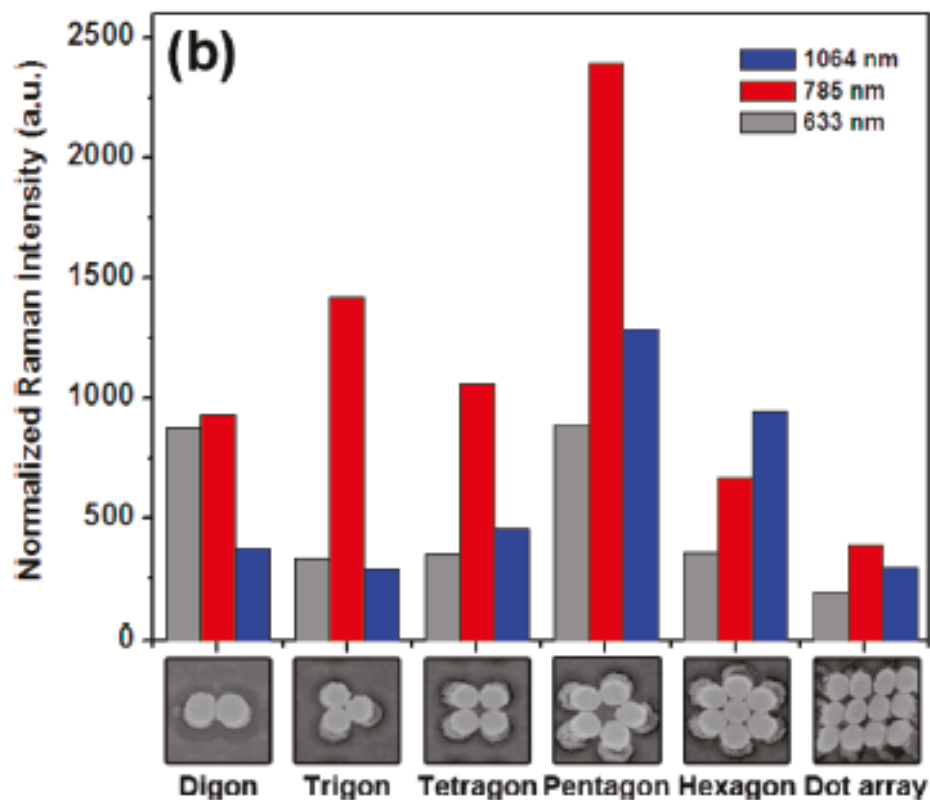 (b)
1064 nm
785 nm
633 nm
Normalized Raman Intensity (a.u.)
2500
2000
1500
1000
500
0
Digon Trigon Tetragon Pentagon Hexagon Dot array